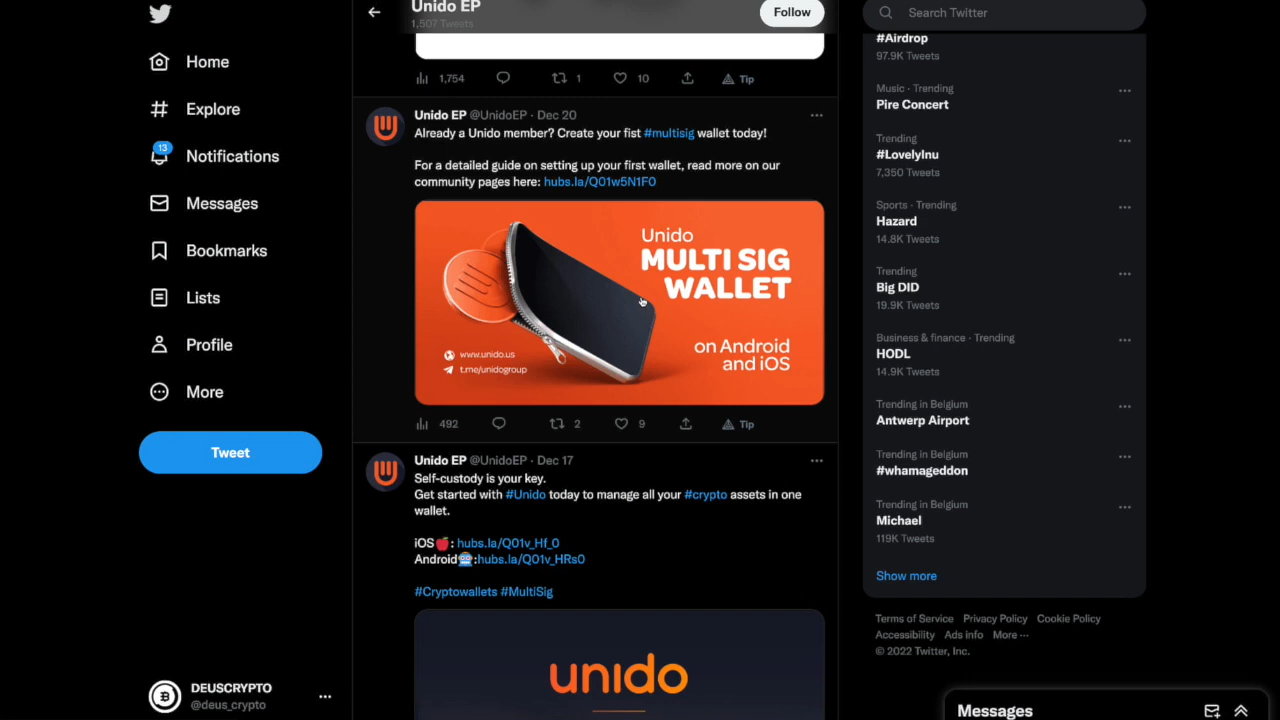 Home
Explore
13
Notifications
Messages
Bookmarks
Lists
Profile
More
Tweet
DEUSCRYPTO
@deus_crypto
Unido EP
1,507 Tweets
Follow
1,754
1
10
Tip
Unido EP @UnidoEP · Dec 20
Already a Unido member? Create your fist #multisig wallet today!
For a detailed guide on setting up your first wallet, read more on our
community pages here: hubs.la/Q01w5N1F0
Unido
MULTI SIG
WALLET
on Android
and iOS
www.unido.us
t.me/unidogroup
492
2
9
Tip
Unido EP @UnidoEP · Dec 17
Self-custody is your key.
Get started with #Unido today to manage all your #crypto assets in one
wallet.
iOS🍎: hubs.la/Q01v_Hf_0
Android🤖:hubs.la/Q01v_HRs0
#Cryptowallets #MultiSig
unido
Search Twitter
#Airdrop
97.9K Tweets
Music · Trending
Pire Concert
Trending
#LovelyInu
7,350 Tweets
Sports · Trending
Hazard
14.8K Tweets
Trending
Big DID
19.9K Tweets
Business & finance · Trending
HODL
14.9K Tweets
Trending in Belgium
Antwerp Airport
Trending in Belgium
#whamageddon
Trending in Belgium
Michael
119K Tweets
Show more
Terms of Service Privacy Policy Cookie Policy
Accessibility Ads info More ···
© 2022 Twitter, Inc.
Messages